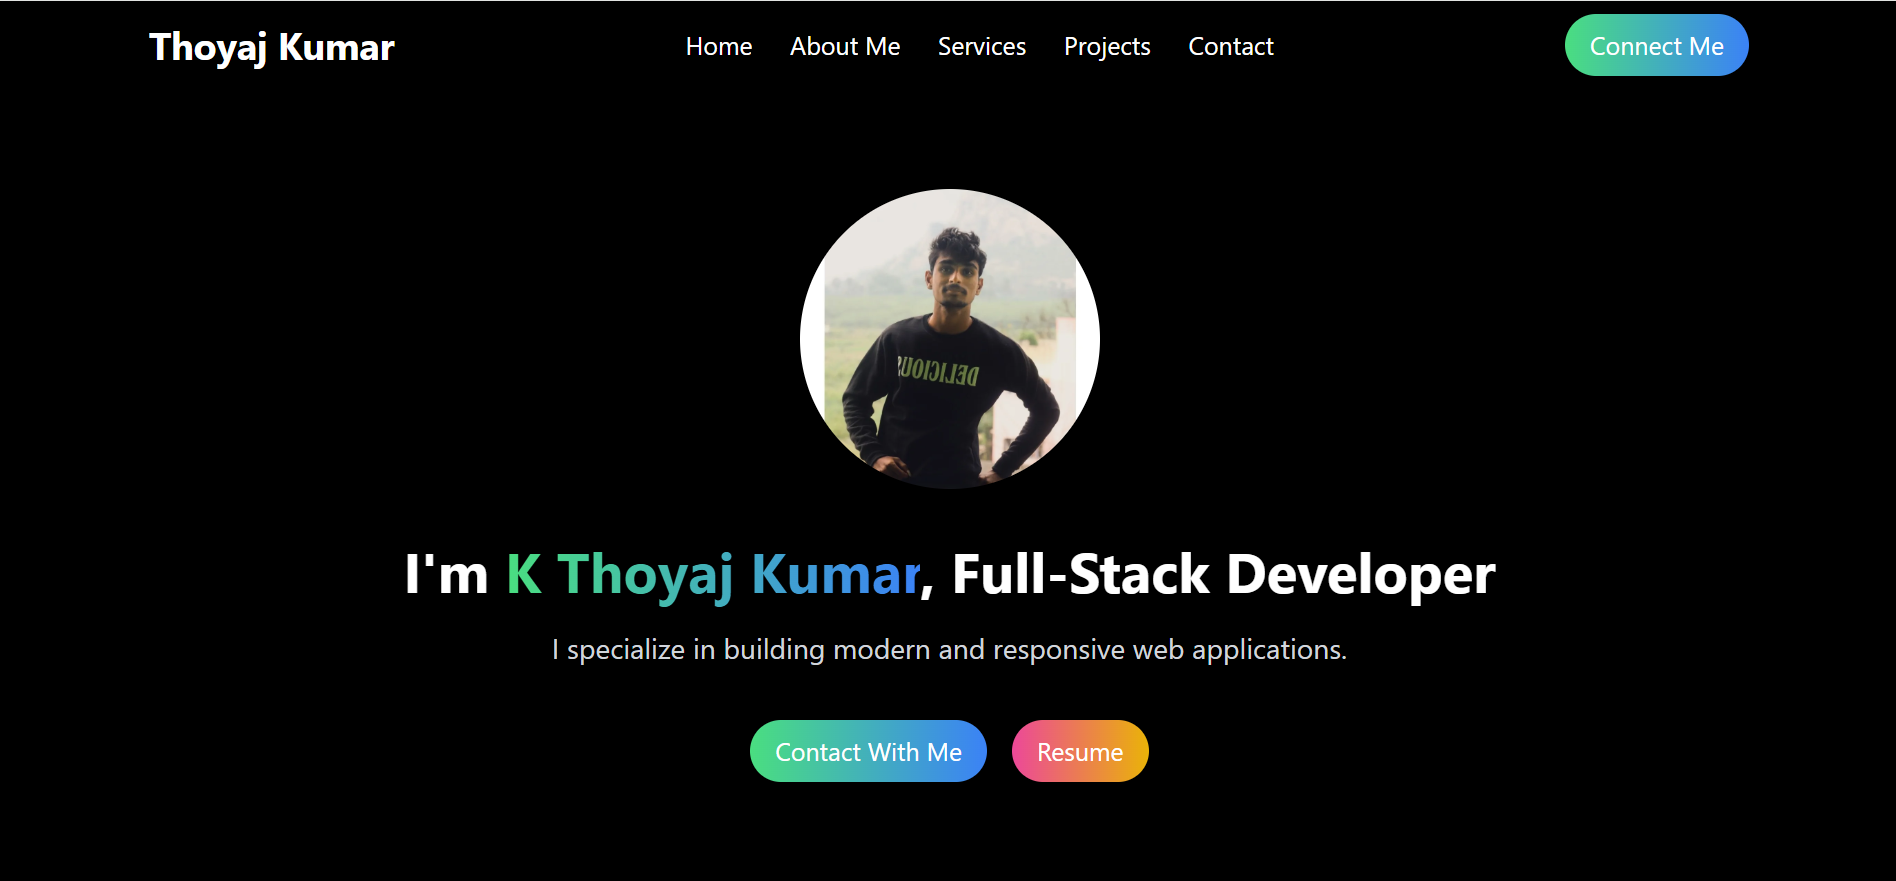 Thoyaj Kumar
Home About Me Services Projects Contact
Connect Me
DELICIOUS
I'm K Thoyaj Kumar, Full-Stack Developer
I specialize in building modern and responsive web applications.
Contact With Me
Resume